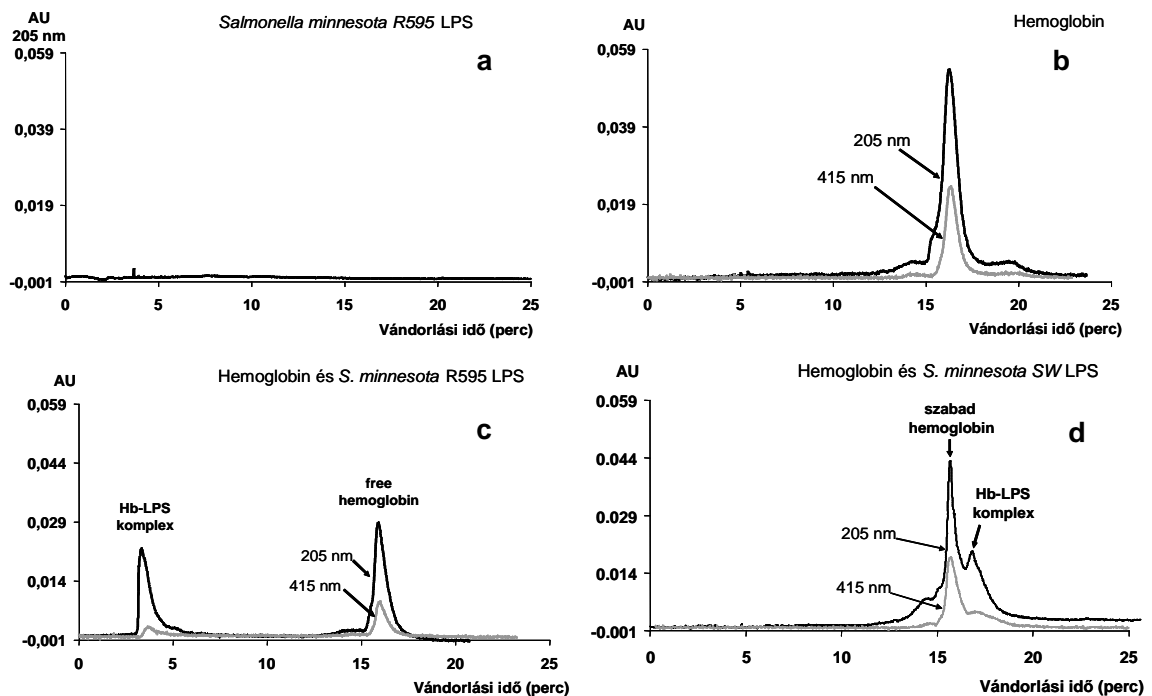 AU
205 nm
Salmonella minnesota R595 LPS
a
0,059
0,039
0,019
-0,001
0 5 10 15 20 25
Vándorlási idő (perc)
AU
Hemoglobin
b
0,059
0,039
0,019
-0,001
205 nm
415 nm
0 5 10 15 20 25
Vándorlási idő (perc)
AU
Hemoglobin és S. minnesota R595 LPS
c
0,059
0,044
0,029
0,014
-0,001
Hb-LPS
komplex
free
hemoglobin
205 nm
415 nm
0 5 10 15 20 25
Vándorlási idő (perc)
AU
Hemoglobin és S. minnesota SW LPS
d
0.059
0.044
0.029
0.014
-0.001
szabad
hemoglobin
Hb-LPS
komplex
205 nm
415 nm
0 5 10 15 20 25
Vándorlási idő (perc)